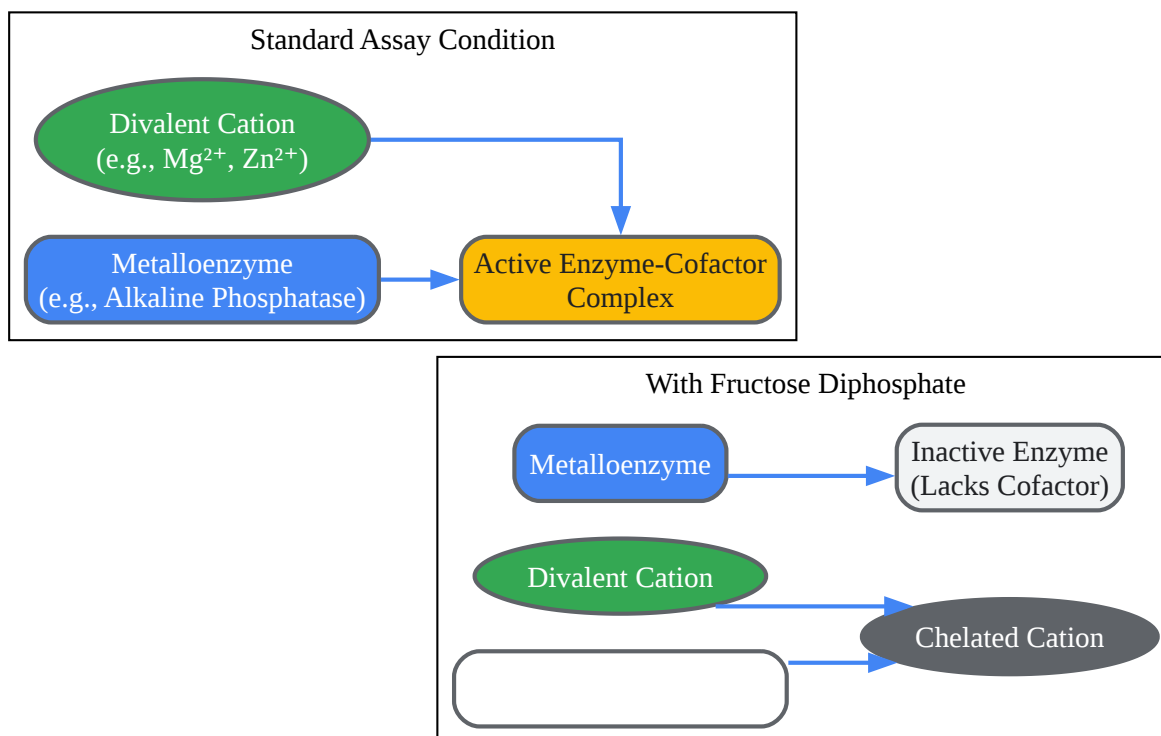 Standard Assay Condition
Divalent Cation
(e.g., Mg²⁺, Zn²⁺)
Metalloenzyme
(e.g., Alkaline Phosphatase)
Active Enzyme-Cofactor
Complex
With Fructose Diphosphate
Metalloenzyme
Inactive Enzyme
(Lacks Cofactor)
Divalent Cation
Chelated Cation